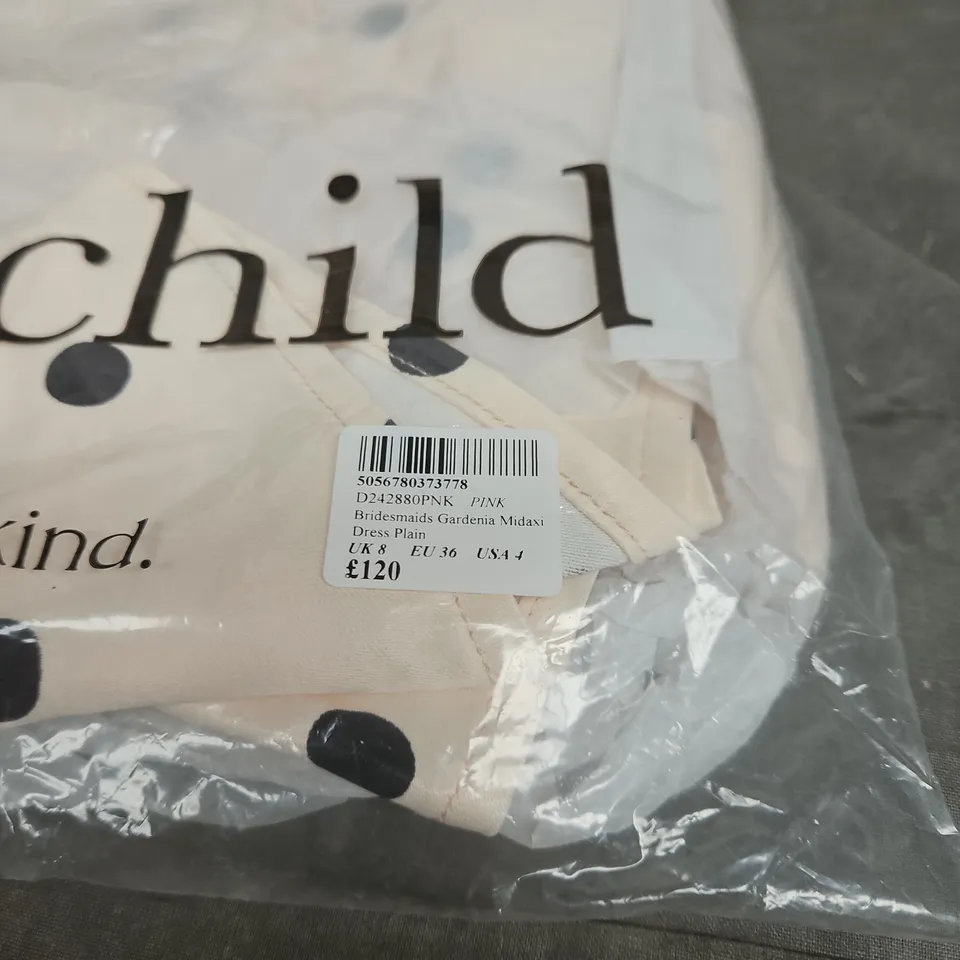 child
kind.
5056780373778
D242880PNK PINK
Bridesmaids Gardenia Midaxi
Dress Plain
UK 8 EU 36 USA 4
£120